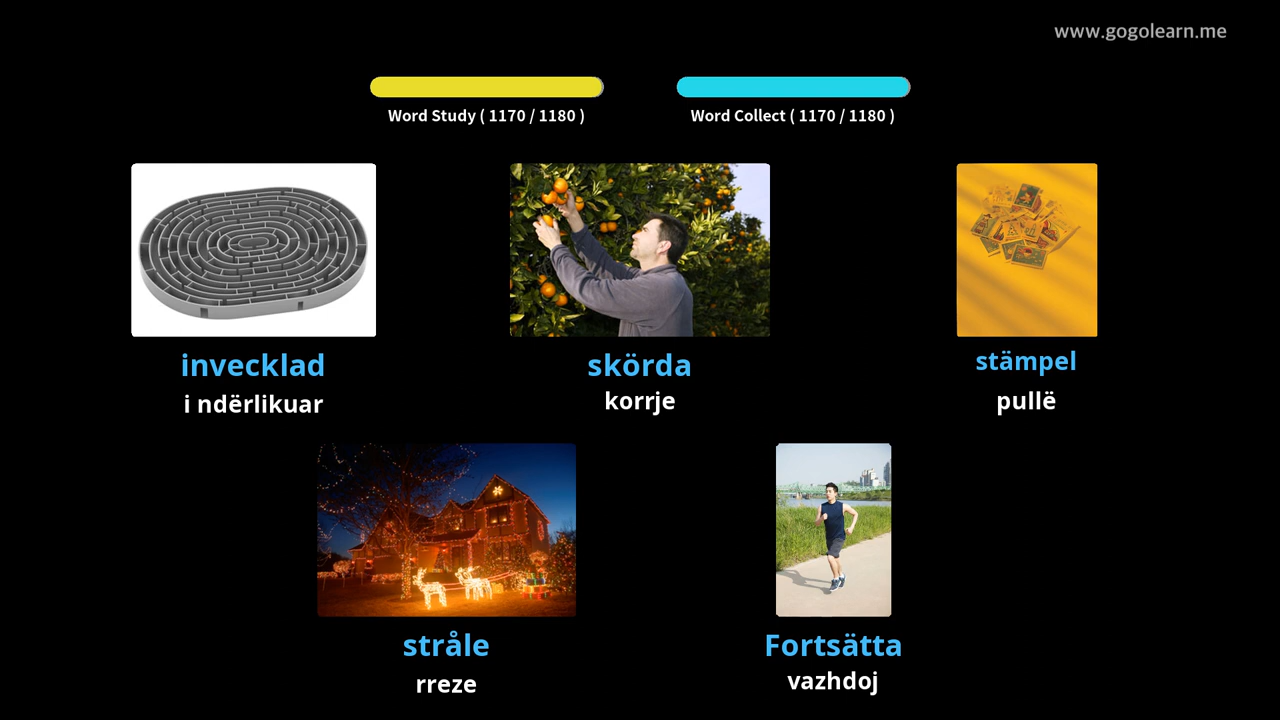 www.gogolearn.me
Word Study ( 1170 / 1180 )
Word Collect ( 1170 / 1180 )
invecklad
i ndërlikuar
skörda
korrje
stämpel
pullë
stråle
rreze
Fortsätta
vazhdoj